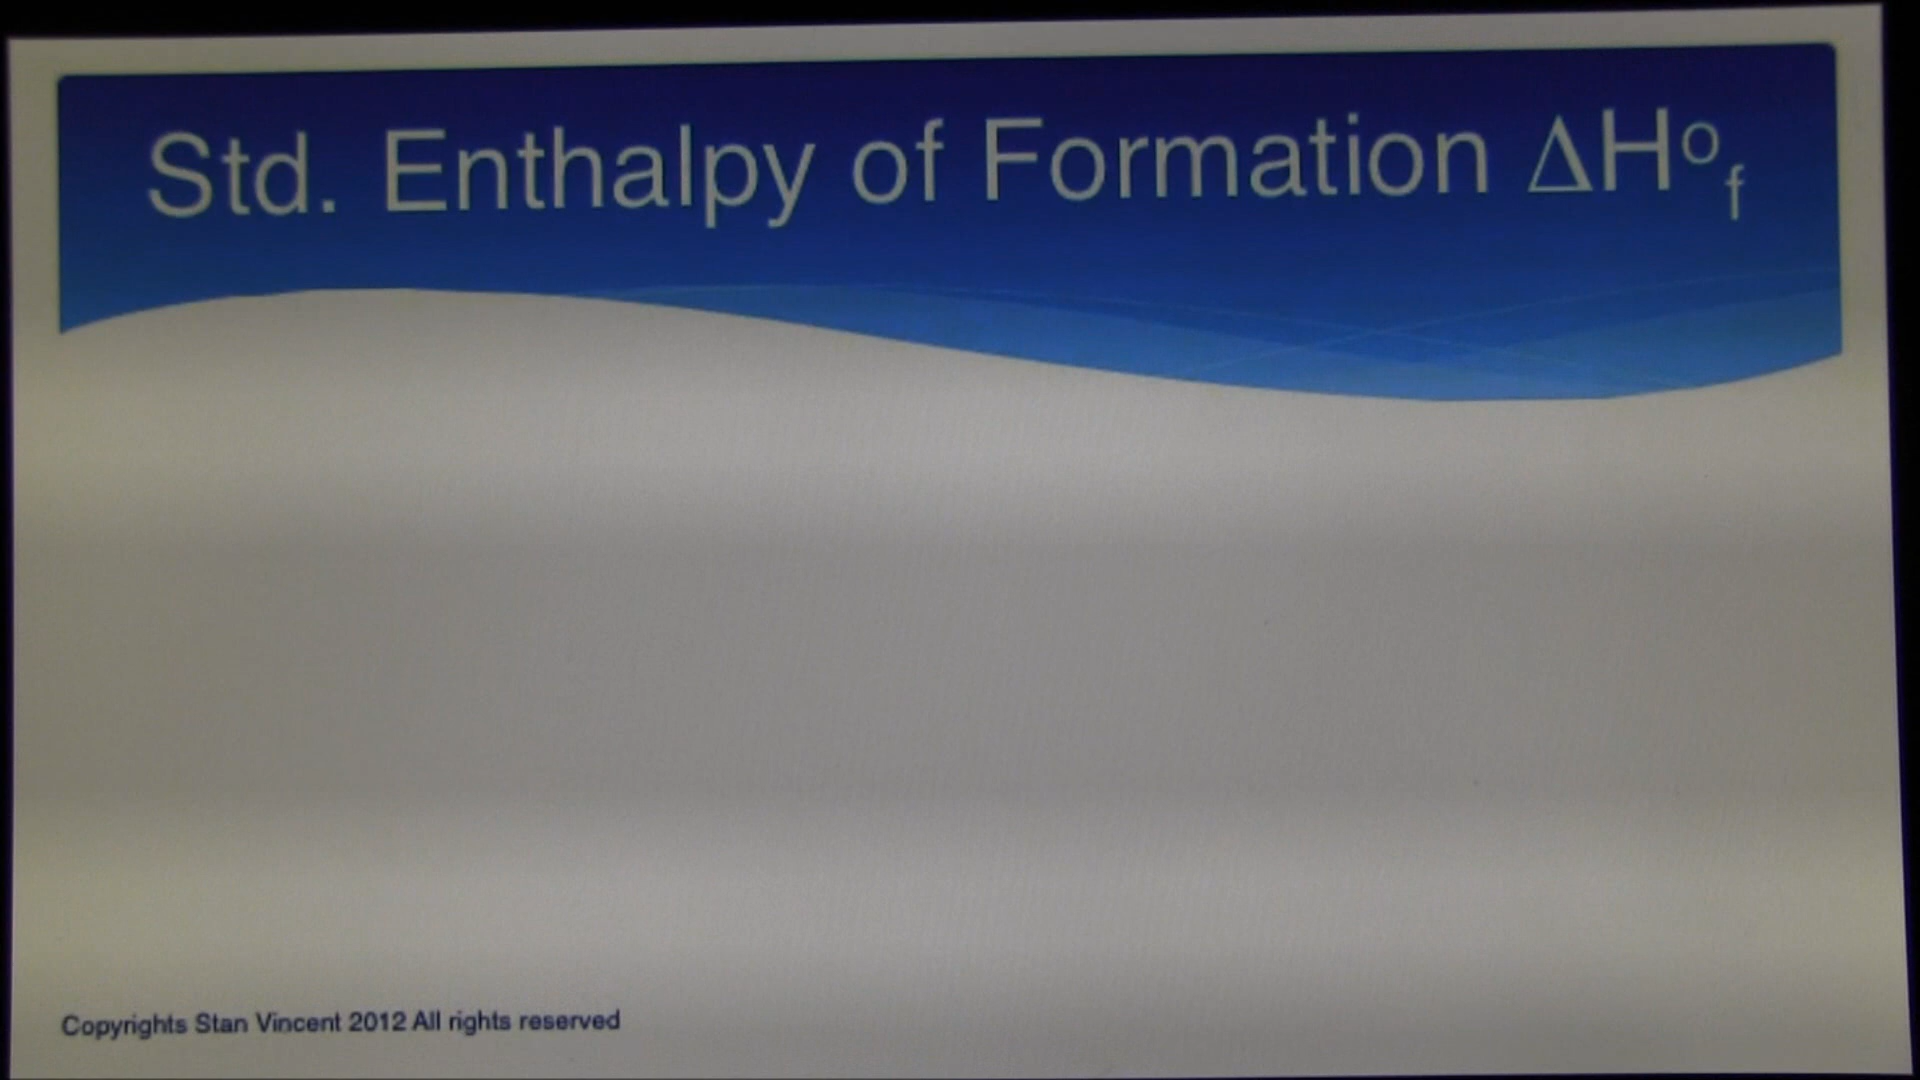 Std. Enthalpy of Formation ΔH°f
Copyrights Stan Vincent 2012 All rights reserved